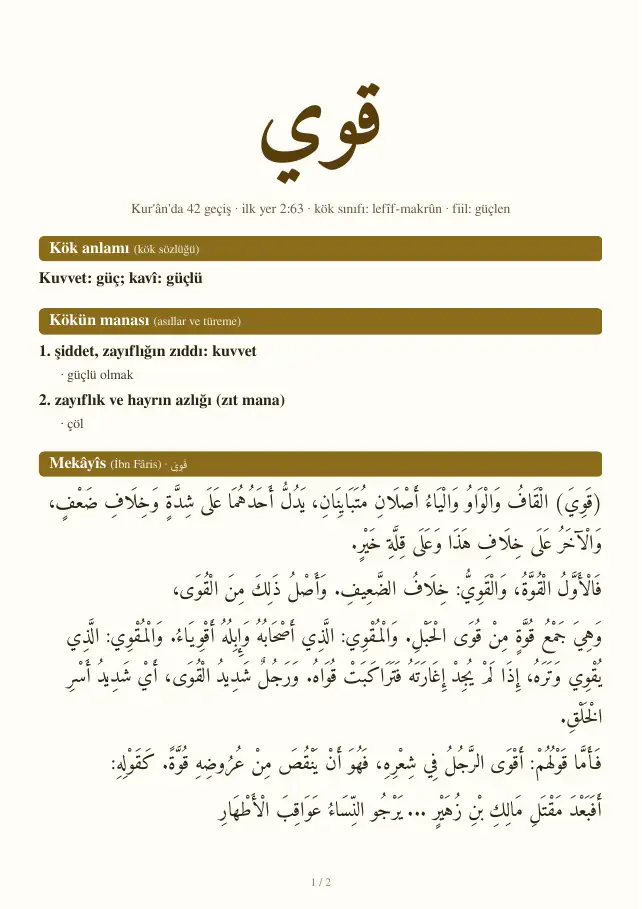 قوي
Kur'ân'da 42 geçiş · ilk yer 2:63 · kök sınıfı: lefîf-makrûn · fiil: güçlen
Kök anlamı (kök sözlüğü)
Kuvvet: güç; kavî: güçlü
Kökün manası (asıllar ve türeme)
1. şiddet, zayıflığın zıddı: kuvvet
· güçlü olmak
2. zayıflık ve hayrın azlığı (zıt mana)
· çöl
Mekâyîs (İbn Fâris) · قَوِيَ
(قَوِيَ) الْقَافُ وَالْوَاوُ وَالْيَاءُ أَصْلَانِ مُتَبَايِنَانِ، يَدُلُّ أَحَدُهُمَا عَلَى شِدَّةٍ وَخِلَافِ ضَعْفٍ،
وَالْآخَرُ عَلَى خِلَافِ هَذَا وَعَلَى قِلَّةِ خَيْرٍ.
فَالْأَوَّلُ الْقُوَّةُ، وَالْقَوِيُّ: خِلَافُ الضَّعِيفِ. وَأَصْلُ ذَلِكَ مِنَ الْقُوَى،
وَهِيَ جَمْعُ قُوَّةٍ مِنْ قُوَى الْحَبْلِ. وَالْمُقْوِي: الَّذِي أَصْحَابُهُ وَإِبِلُهُ أَقْوِيَاءُ. وَالْمُقْوِي: الَّذِي
يُقْوِي وَتَرَهُ، إِذَا لَمْ يُجِدْ إِغَارَتَهُ فَتَرَاكَبَتْ قُوَاهُ. وَرَجُلٌ شَدِيدُ الْقُوَى، أَيْ شَدِيدُ أَسْرِ
الْخَلْقِ.
فَأَمَّا قَوْلُهُمْ: أَقْوَى الرَّجُلُ فِي شِعْرِهِ، فَهُوَ أَنْ يَنْقُصَ مِنْ عُرُوضِهِ قُوَّةً. كَقَوْلِهِ:
أَفَبَعْدَ مَقْتَلِ مَالِكِ بْنِ زُهَيْرٍ ... يَرْجُو النِّسَاءُ عَوَاقِبَ الْأَطْهَارِ
1 / 2